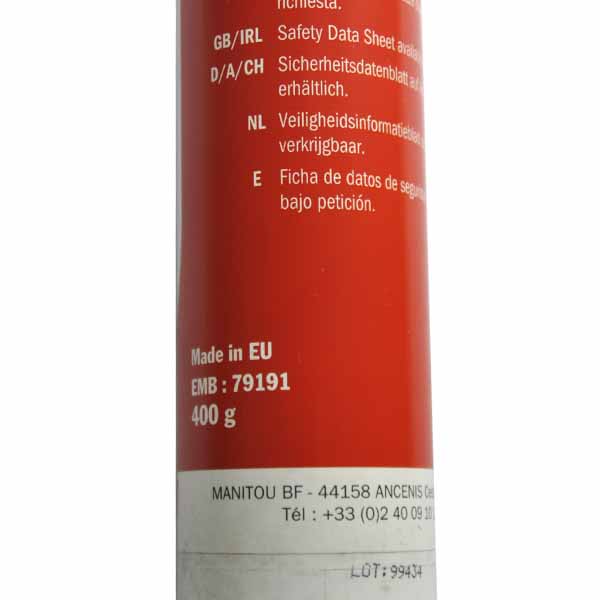 richiesta.
GB/IRL Safety Data Sheet
D/A/CH Sicherheitsdatenblatt auf
erhältlich.
NL Veiligheidsinformatieblad
verkrijgbaar.
E Ficha de datos de
bajo petición.
Made in EU
EMB : 79191
400 g
MANITOU BF - 44158 ANCENIS
Tél : +33 (0)2 40 09 10
LOT: 99434